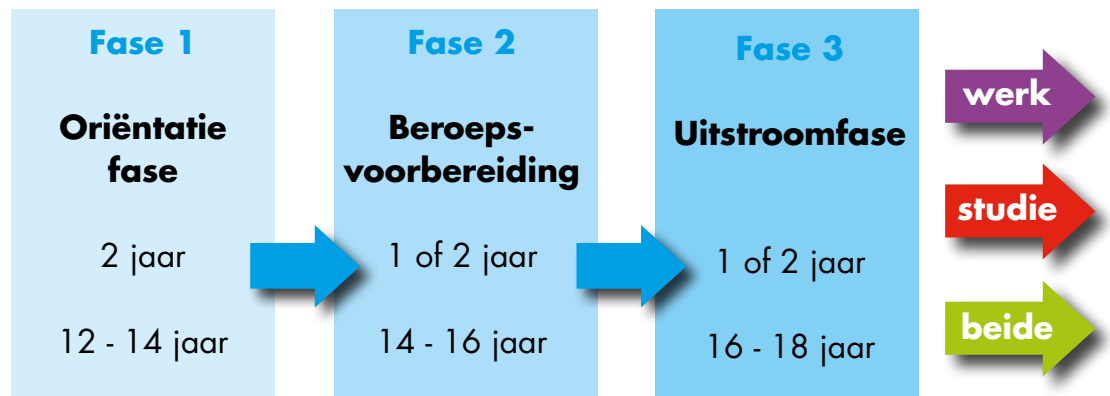 Fase 1
Oriëntatie
fase
2 jaar
12 - 14 jaar
Fase 2
Beroeps-
voorbereiding
1 of 2 jaar
14 - 16 jaar
Fase 3
Uitstroomfase
1 of 2 jaar
16 - 18 jaar
werk
studie
beide